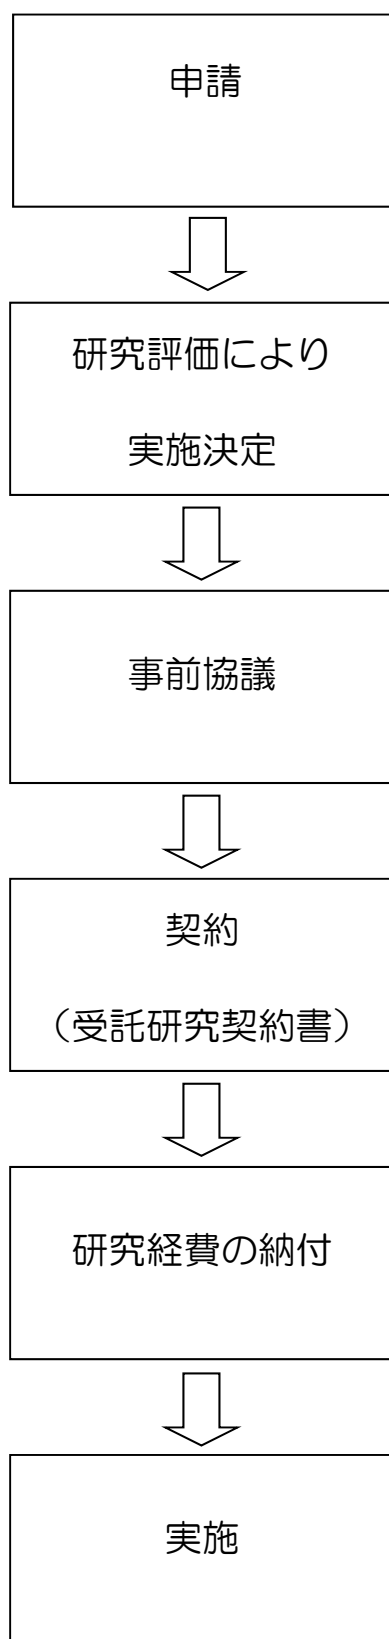 申請
研究評価により
実施決定
事前協議
契約
（受託研究契約書）
研究経費の納付
実施